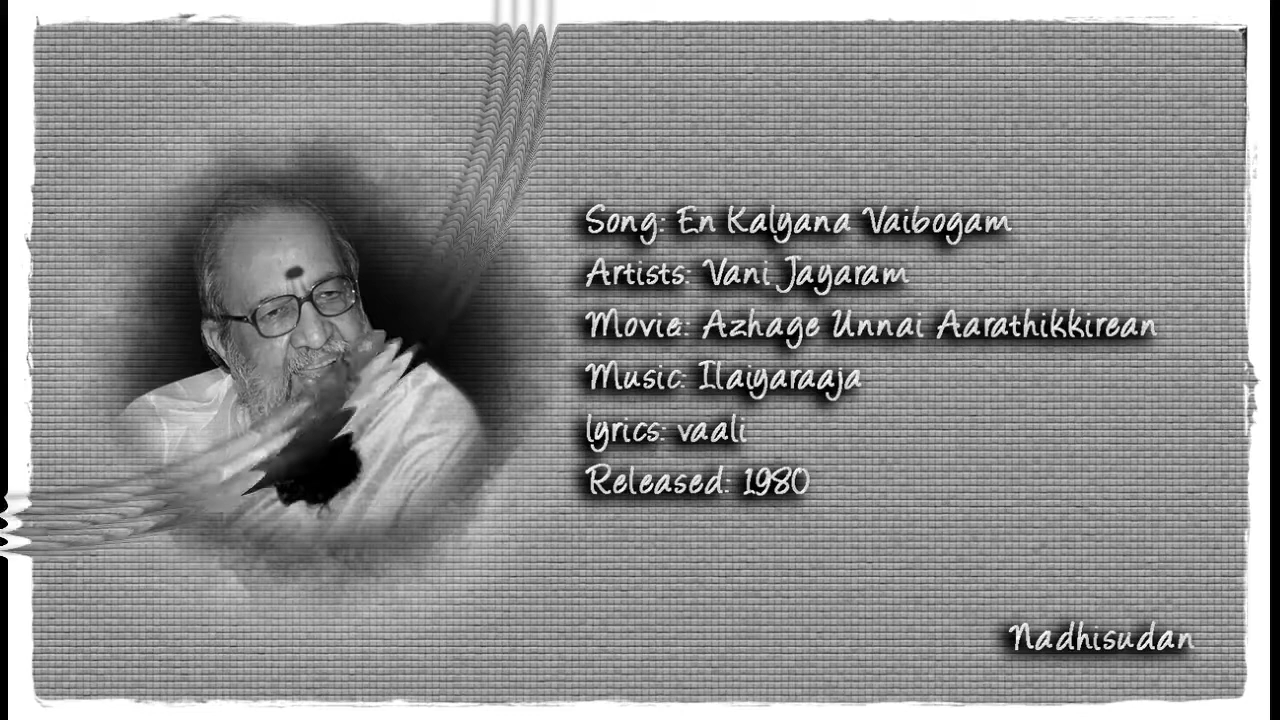 Song: En Kalyana Vaibogam
Artists: Vani Jayaram
Movie: Azhage Unnai Aarathikkirean
Music: Ilaiyaraaja
lyrics: vaali
Released: 1980
Nadhisudan